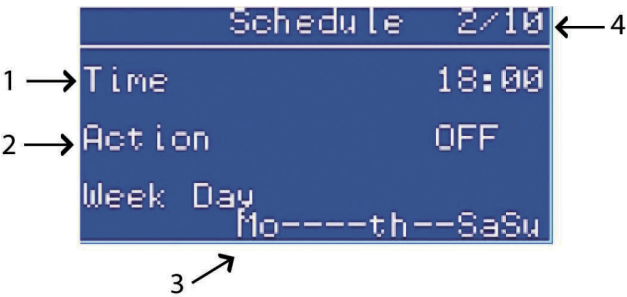 Schedule 2/10 4
1 Time 18:00
2 Action OFF
Week Day
Mo----th--SaSu
3